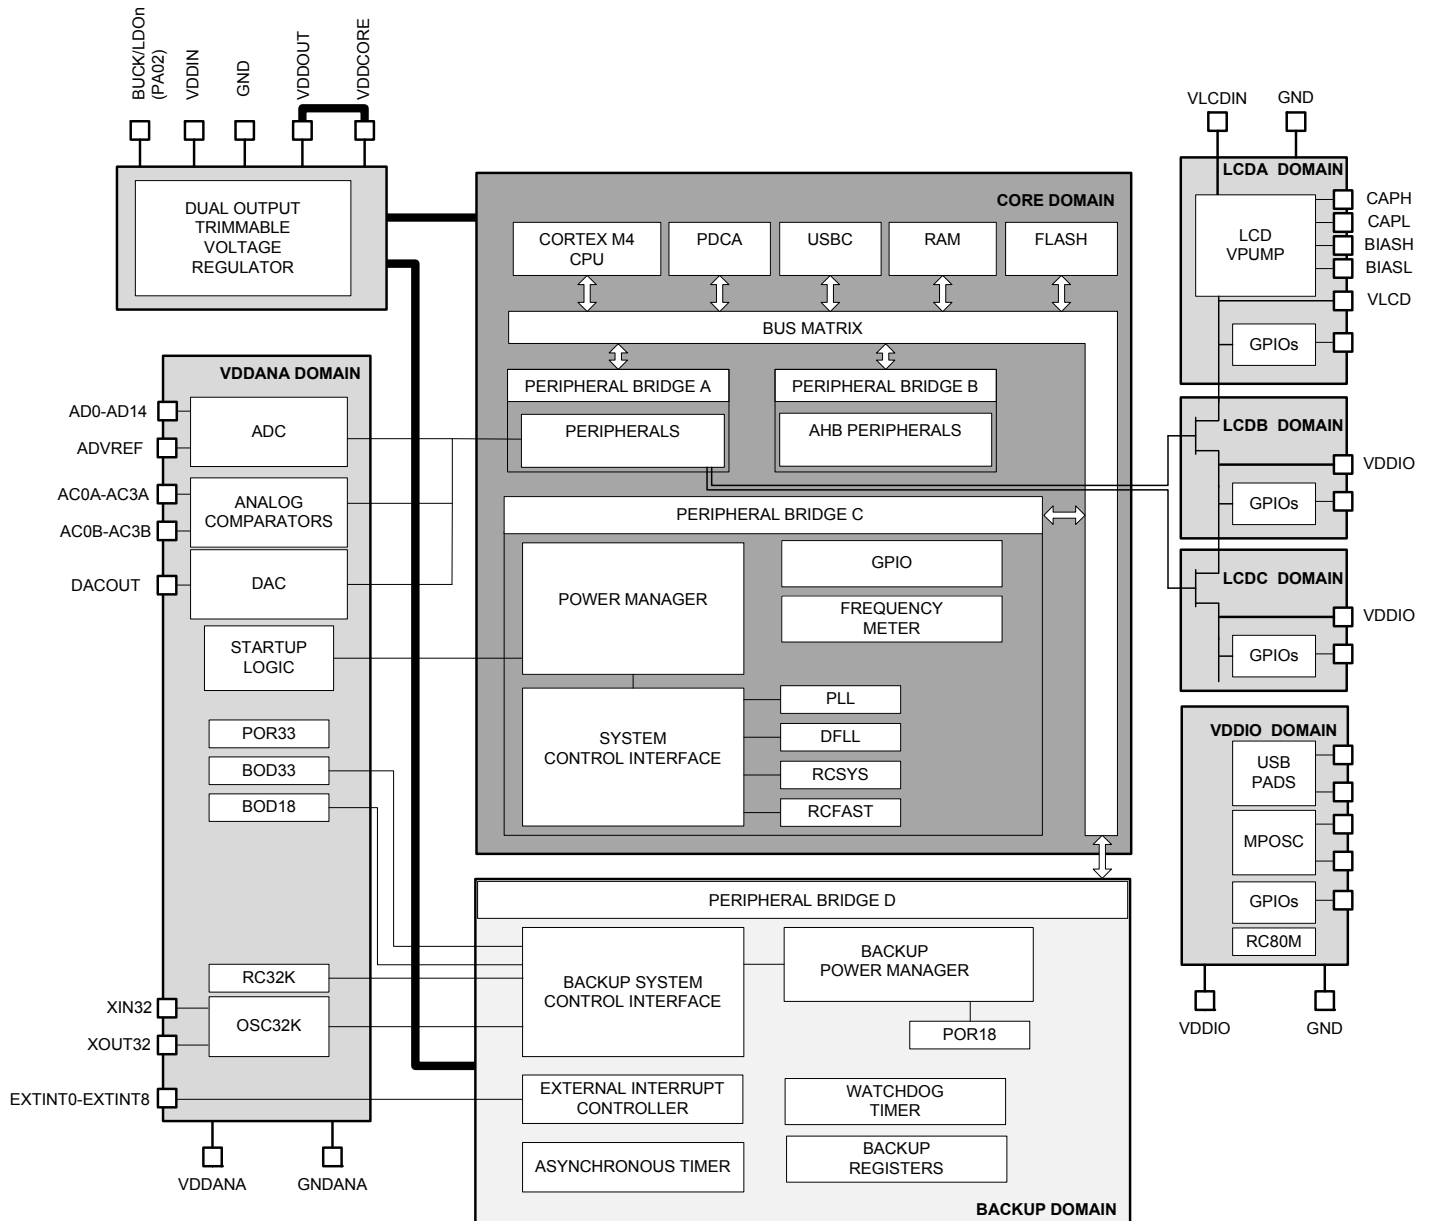 BUCK/LDOn
(PA02)
VDDIN
GND
VDDOUT
VDDCORE
DUAL OUTPUT
TRIMMABLE
VOLTAGE
REGULATOR
VDDANA DOMAIN
AD0-AD14
ADVREF
ADC
AC0A-AC3A
AC0B-AC3B
ANALOG
COMPARATORS
DACOUT
DAC
STARTUP
LOGIC
POR33
BOD33
BOD18
RC32K
XIN32
XOUT32
OSC32K
EXTINT0-EXTINT8
VDDANA
GNDANA
CORE DOMAIN
CORTEX M4
CPU
PDCA
USBC
RAM
FLASH
BUS MATRIX
PERIPHERAL BRIDGE A
PERIPHERALS
PERIPHERAL BRIDGE B
AHB PERIPHERALS
PERIPHERAL BRIDGE C
POWER MANAGER
GPIO
FREQUENCY
METER
SYSTEM
CONTROL INTERFACE
PLL
DFLL
RCSYS
RCFAST
PERIPHERAL BRIDGE D
BACKUP SYSTEM
CONTROL INTERFACE
BACKUP
POWER MANAGER
POR18
EXTERNAL INTERRUPT
CONTROLLER
WATCHDOG
TIMER
ASYNCHRONOUS TIMER
BACKUP
REGISTERS
BACKUP DOMAIN
VLCDIN
GND
LCDA DOMAIN
LCD
VPUMP
CAPH
CAPL
BIASH
BIASL
VLCD
GPIOs
LCDB DOMAIN
VDDIO
GPIOs
LCDC DOMAIN
VDDIO
GPIOs
VDDIO DOMAIN
USB
PADS
MPOSC
GPIOs
RC80M
VDDIO
GND